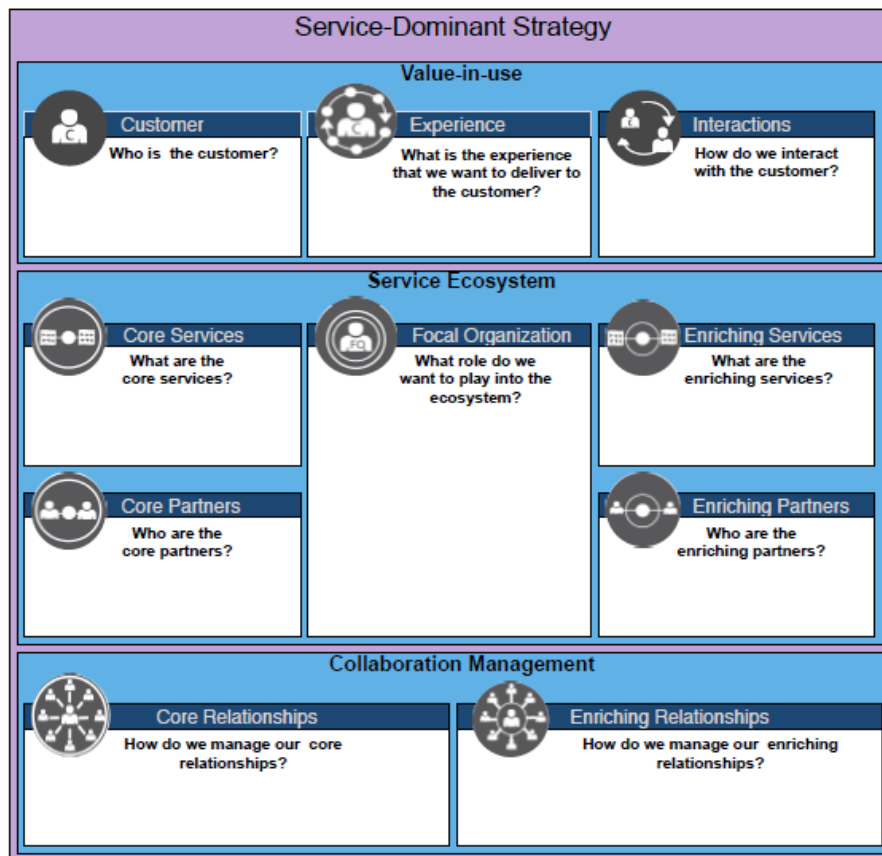 Service-Dominant Strategy
Value-in-use
Customer
Who is the customer?
C
Experience
What is the experience
that we want to deliver to
the customer?
C
Interactions
How do we interact
with the customer?
C
Service Ecosystem
Core Services
What are the
core services?
Focal Organization
What role do we
want to play into the
ecosystem?
FO
Enriching Services
What are the
enriching services?
Core Partners
Who are the
core partners?
Enriching Partners
Who are the
enriching partners?
Collaboration Management
Core Relationships
How do we manage our core
relationships?
Enriching Relationships
How do we manage our enriching
relationships?